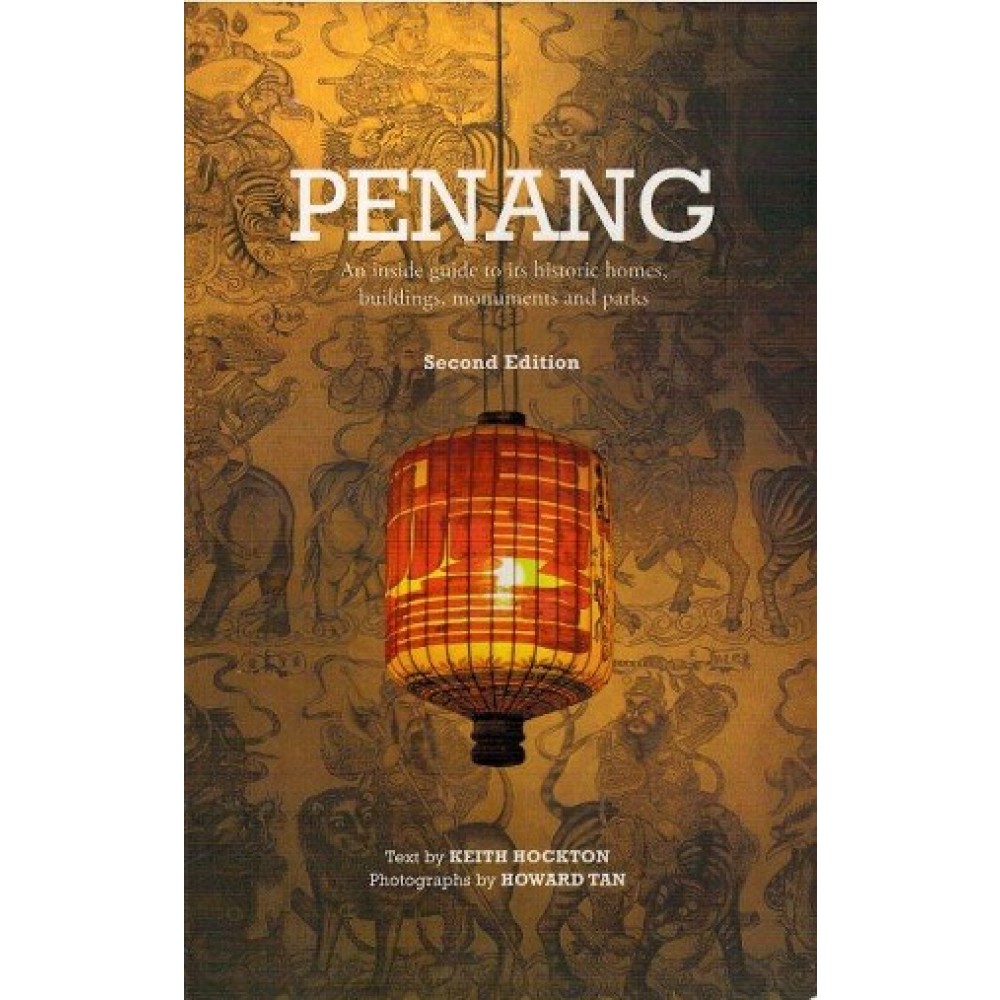 PENANG
An inside guide to its historic homes,
buildings, monuments and parks
Second Edition
Text by KEITH HOCKTON
Photographs by HOWARD TAN